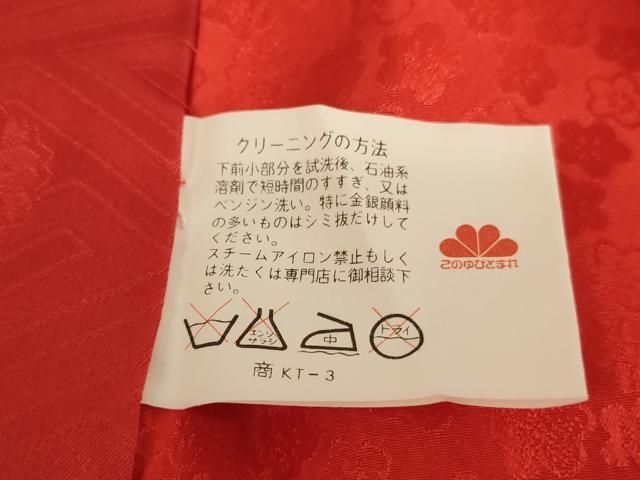 クリーニングの方法
下前小部分を試洗後、石油系
溶剤で短時間のすすぎ、又は
ベンジン洗い。特に金銀顔料
の多いものはシミ抜だけして
ください。
スチームアイロン禁止もしく
は洗たくは専門店に御相談下
さい。
このゆびとまれ
エンソ
サラシ
中
ドライ
商 KT-3